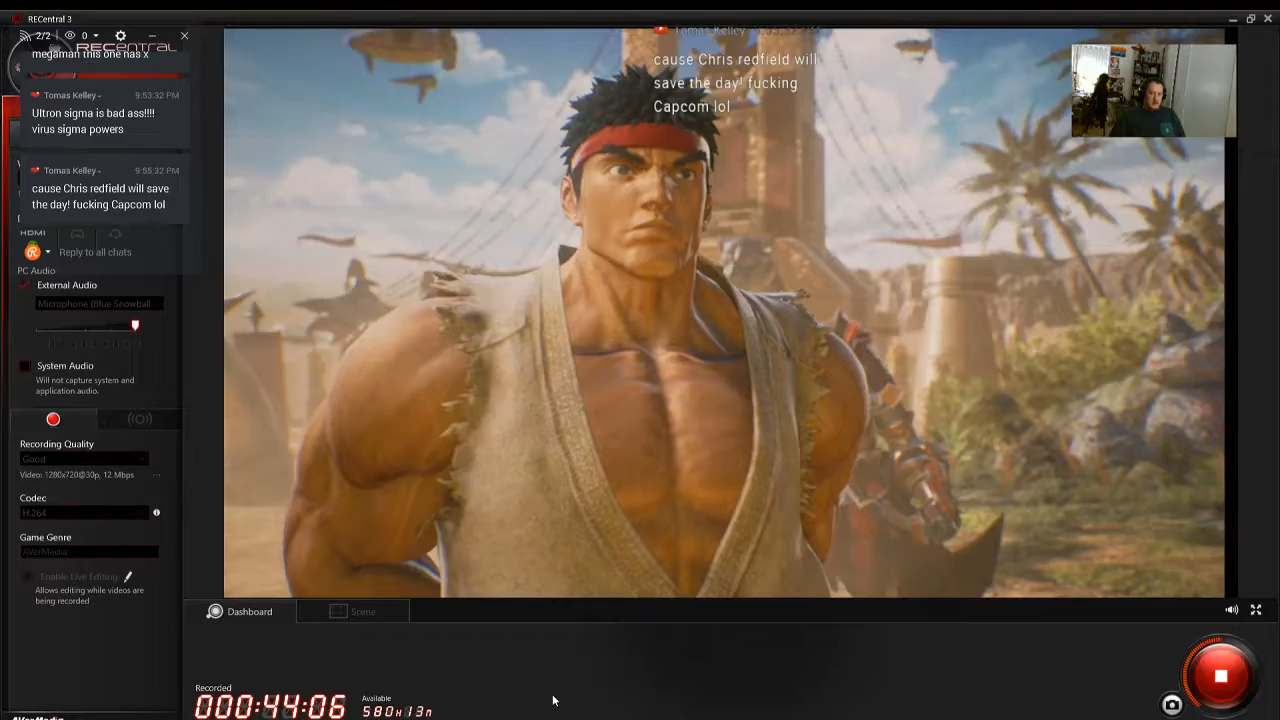 RECentral 3
2/2
0
RECENTRAL
megaman this one has x
Tomas Kelley
9:53:32 PM
Ultron sigma is bad ass!!!!
virus sigma powers
Tomas Kelley
9:55:32 PM
cause Chris redfield will save
the day! fucking Capcom lol
HDMI
Reply to all chats
PC Audio
External Audio
Microphone (Blue Snowball
System Audio
Will not capture system and
application audio.
Recording Quality
Good
Video: 1280x720@30p, 12 Mbps
Codec
H.264
Game Genre
AVerMedia
Enable Live Editing
Allows editing while videos are
being recorded
Tomas Kelley
cause Chris redfield will
save the day! fucking
Capcom lol
Dashboard
Scene
Recorded
000:44:06
Available
580H13m
AVerMedia